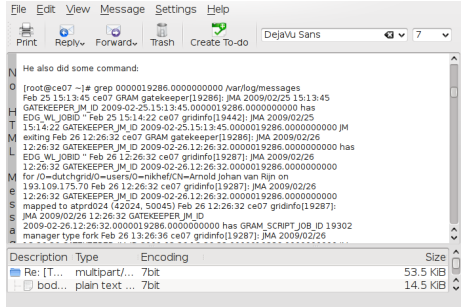 File Edit View Message Settings Help
Print Reply Forward Trash Create To-do DejaVu Sans 7
He also did some command:
[root@ce07 ~]# grep 0000019286.0000000000 /var/log/messages
Feb 25 15:13:45 ce07 GRAM gatekeeper[19286]: JMA 2009/02/25 15:13:45
GATEKEEPER_JM_ID 2009-02-25.15:13:45.0000019286.0000000000 has
EDG_WL_JOBID '' Feb 25 15:14:22 ce07 gridinfo[19442]: JMA 2009/02/25
15:14:22 GATEKEEPER_JM_ID 2009-02-25.15:13:45.0000019286.0000000000 JM
exiting Feb 26 12:26:32 ce07 GRAM gatekeeper[19286]: JMA 2009/02/26
12:26:32 GATEKEEPER_JM_ID 2009-02-26.12:26:32.0000019286.0000000000 has
EDG_WL_JOBID '' Feb 26 12:26:32 ce07 gridinfo[19287]: JMA 2009/02/26
12:26:32 GATEKEEPER_JM_ID 2009-02-26.12:26:32.0000019286.0000000000
for /O=dutchgrid/O=users/O=nikhef/CN=Arnold Johan van Rijn on
193.109.175.70 Feb 26 12:26:32 ce07 gridinfo[19287]: JMA 2009/02/26
12:26:32 GATEKEEPER_JM_ID 2009-02-26.12:26:32.0000019286.0000000000
mapped to atprd024 (42024, 50045) Feb 26 12:26:32 ce07 gridinfo[19287]:
JMA 2009/02/26 12:26:32 GATEKEEPER_JM_ID
2009-02-26.12:26:32.0000019286.0000000000 has GRAM_SCRIPT_JOB_ID 19302
manager type fork Feb 26 13:26:36 ce07 gridinfo[19287]: JMA 2009/02/26
Description Type Encoding Size
Re: [T... multipart/... 7bit 53.5 KiB
bod... plain text ... 7bit 14.5 KiB